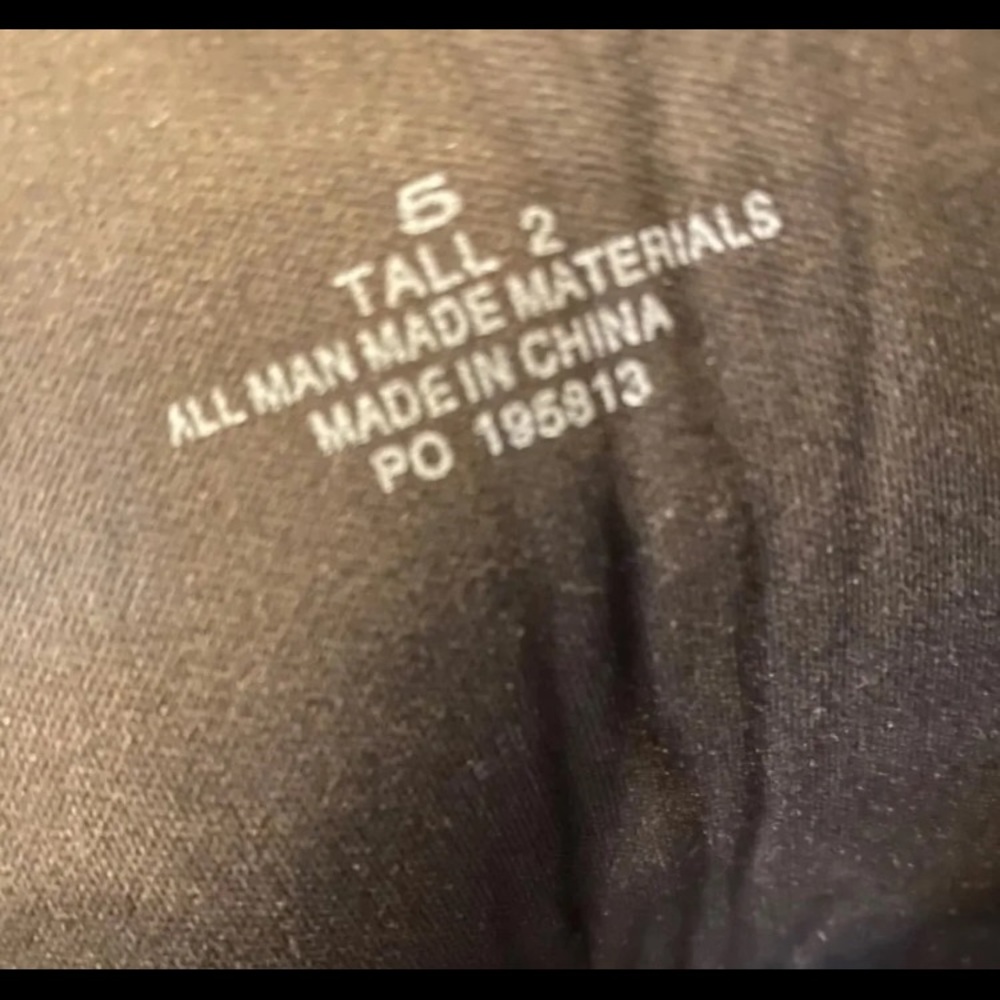 5
TALL 2
ALL MAN MADE MATERIALS
MADE IN CHINA
PO 195813